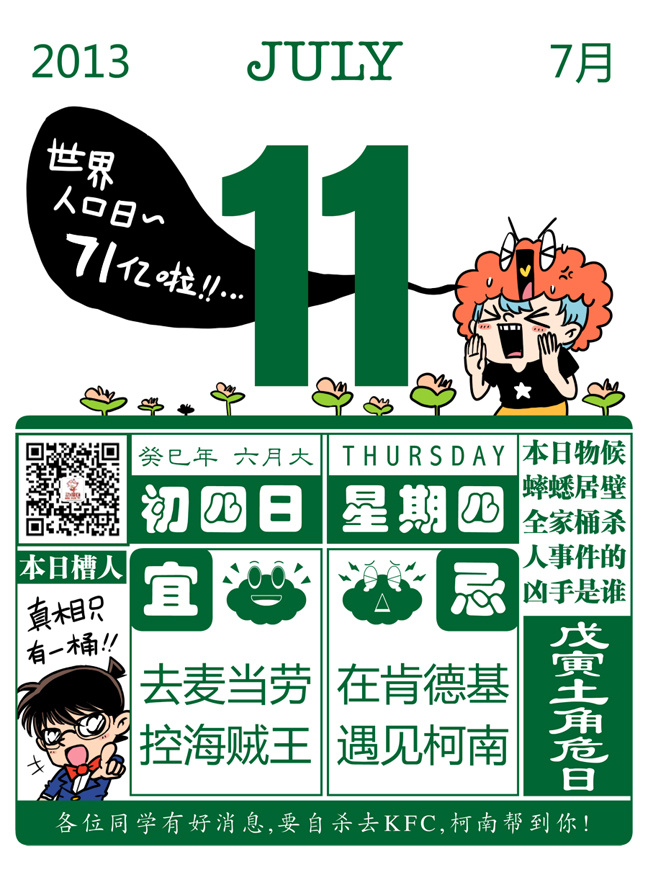 2013 JULY 7月
11
世界
人口日~
71亿啦!!...
癸巳年 六月大
初四日
THURSDAY
星期四
本日物候
蟀蟋居壁
全家桶杀
人事件的
凶手是谁
本日槽人
真相只
有一桶!!
宜
去麦当劳
控海贼王
忌
在肯德基
遇见柯南
戊寅土角危日
各位同学有好消息,要自杀去KFC,柯南帮到你!